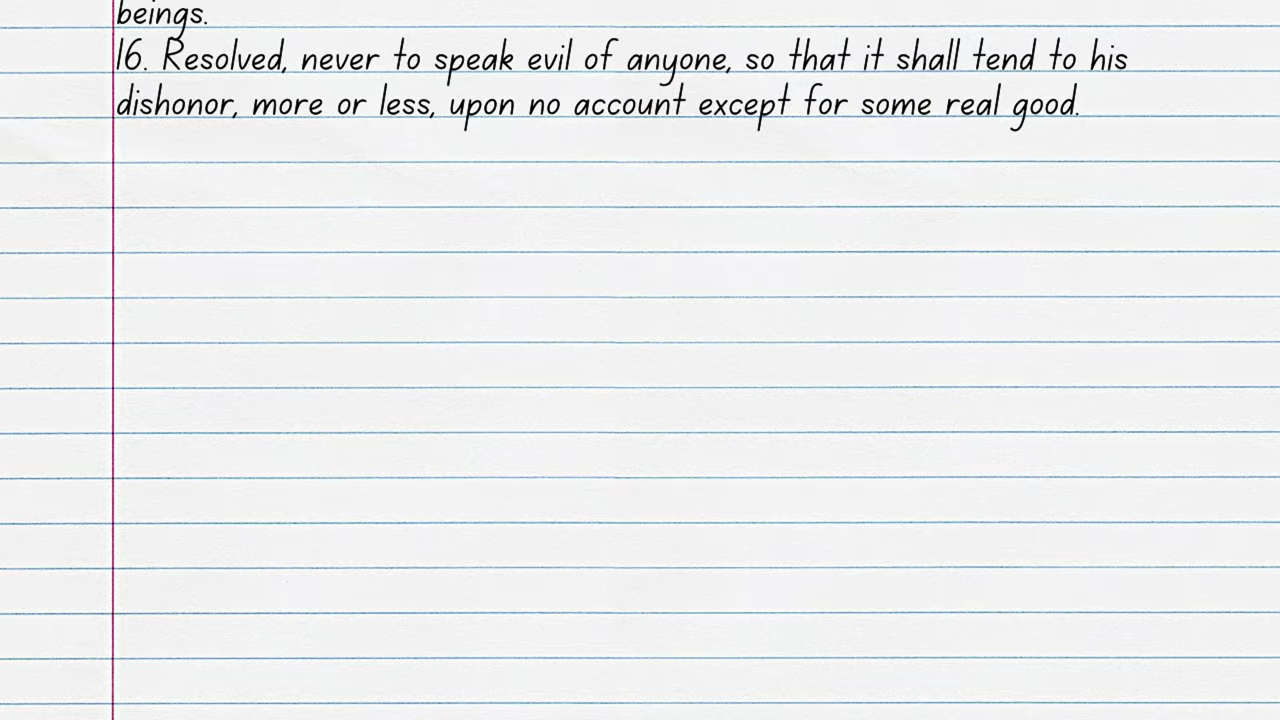 beings.
16. Resolved, never to speak evil of anyone, so that it shall tend to his
dishonor, more or less, upon no account except for some real good.